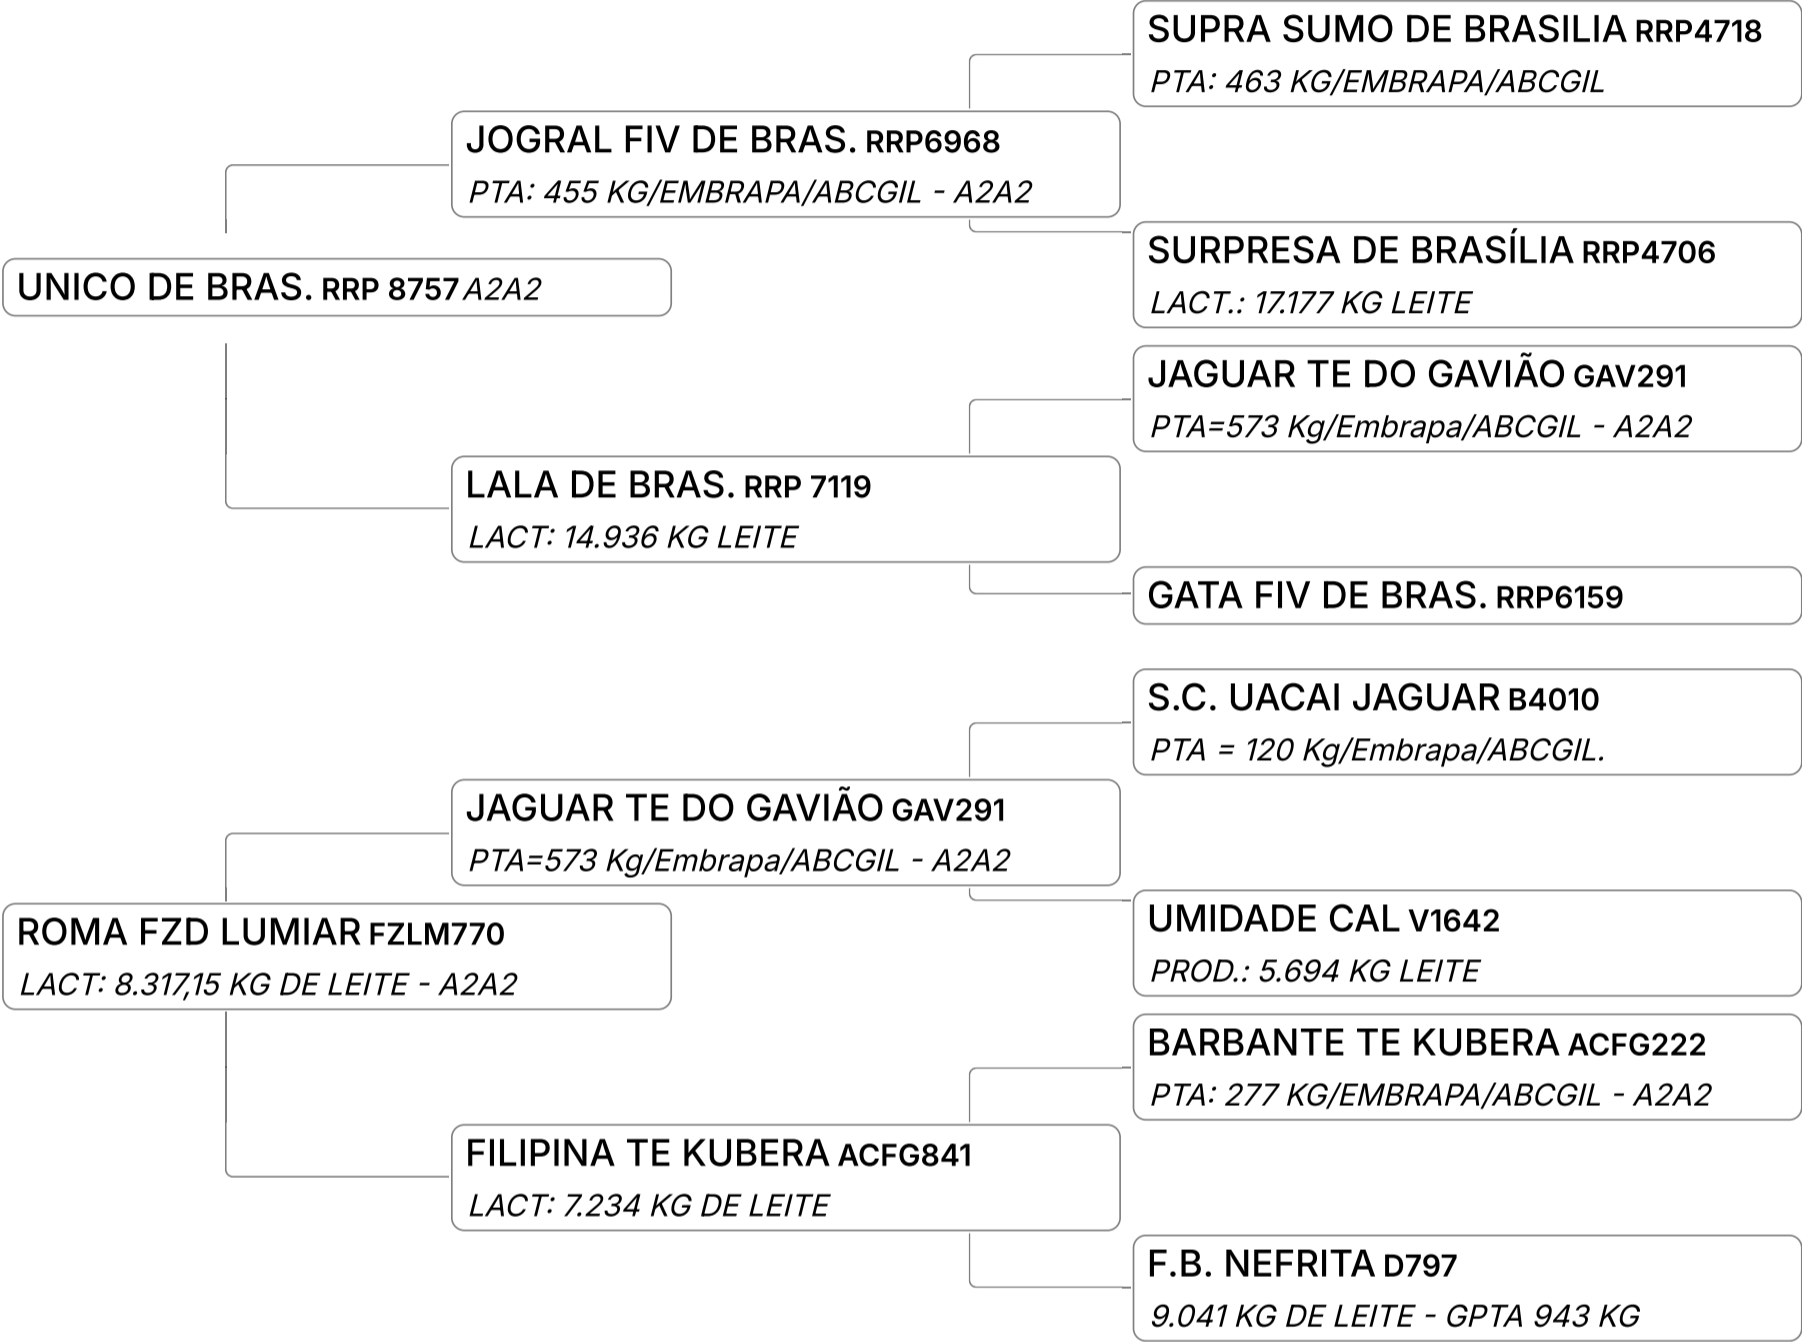 SUPRA SUMO DE BRASILIA RRP4718
PTA: 463 KG/EMBRAPA/ABCGIL
JOGRAL FIV DE BRAS. RRP6968
PTA: 455 KG/EMBRAPA/ABCGIL - A2A2
SURPRESA DE BRASÍLIA RRP4706
LACT.: 17.177 KG LEITE
UNICO DE BRAS. RRP 8757 A2A2
JAGUAR TE DO GAVIÃO GAV291
PTA=573 Kg/Embrapa/ABCGIL - A2A2
LALA DE BRAS. RRP 7119
LACT: 14.936 KG LEITE
GATA FIV DE BRAS. RRP6159
S.C. UACAI JAGUAR B4010
PTA = 120 Kg/Embrapa/ABCGIL.
JAGUAR TE DO GAVIÃO GAV291
PTA=573 Kg/Embrapa/ABCGIL - A2A2
UMIDADE CAL V1642
PROD.: 5.694 KG LEITE
ROMA FZD LUMIAR FZLM770
LACT: 8.317,15 KG DE LEITE - A2A2
BARBANTE TE KUBERA ACFG222
PTA: 277 KG/EMBRAPA/ABCGIL - A2A2
FILIPINA TE KUBERA ACFG841
LACT: 7.234 KG DE LEITE
F.B. NEFRITA D797
9.041 KG DE LEITE - GPTA 943 KG